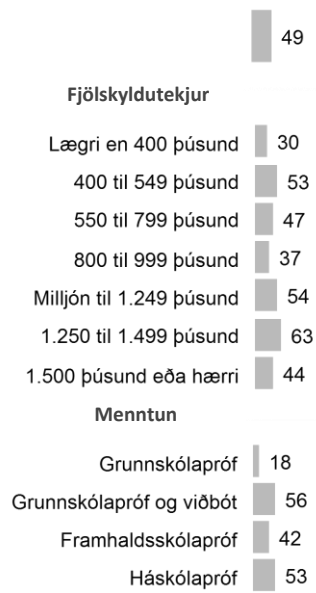 49
Fjölskyldutekjur
Lægri en 400 þúsund 30
400 til 549 þúsund 53
550 til 799 þúsund 47
800 til 999 þúsund 37
Milljón til 1.249 þúsund 54
1.250 til 1.499 þúsund 63
1.500 þúsund eða hærri 44
Menntun
Grunnskólapróf 18
Grunnskólapróf og viðbót 56
Framhaldsskólapróf 42
Háskólapróf 53